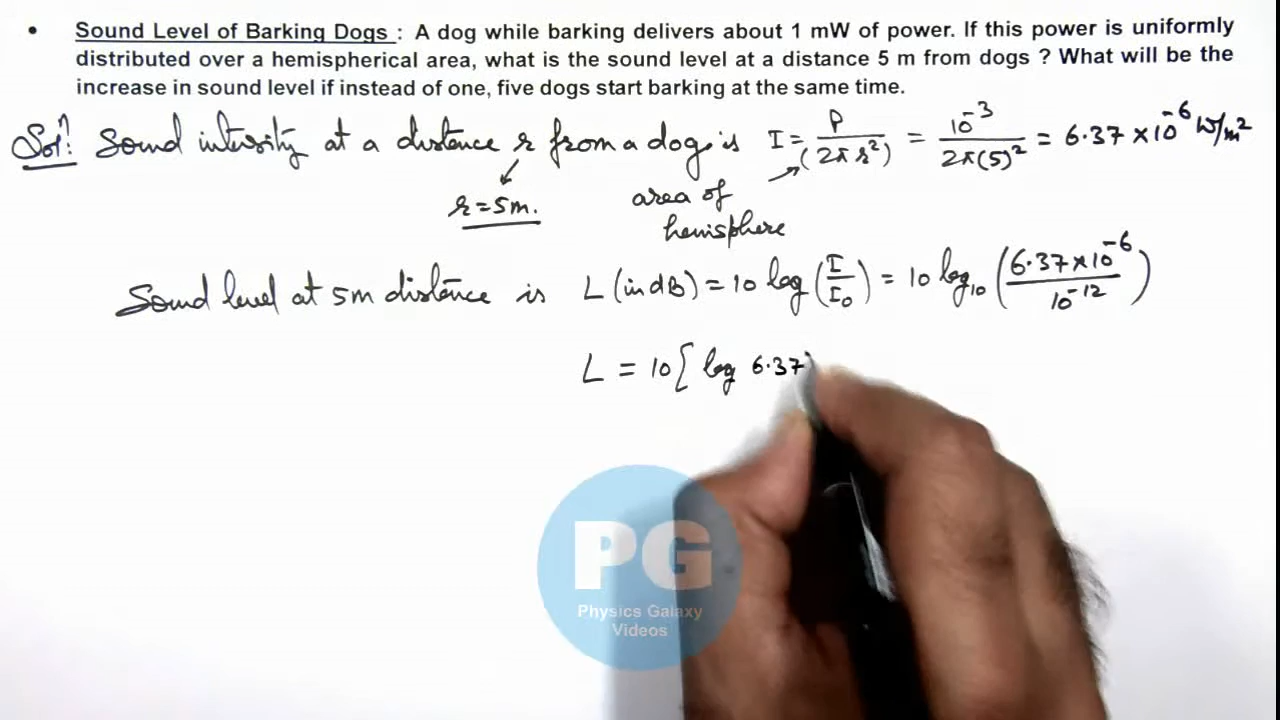 • Sound Level of Barking Dogs : A dog while barking delivers about 1 mW of power. If this power is uniformly
distributed over a hemispherical area, what is the sound level at a distance 5 m from dogs ? What will be the
increase in sound level if instead of one, five dogs start barking at the same time.
Solⁿ: Sound intensity at a distance r from a dog is I = P/(2πr²) = 10⁻³/2π(5)² = 6.37 × 10⁻⁶ W/m²
r = 5m.
area of
hemisphere
Sound level at 5m distance is L (in dB) = 10 log (I/I₀) = 10 log₁₀ (6.37×10⁻⁶/10⁻¹²)
L = 10 [ log 6.37
PG
Physics Galaxy
Videos